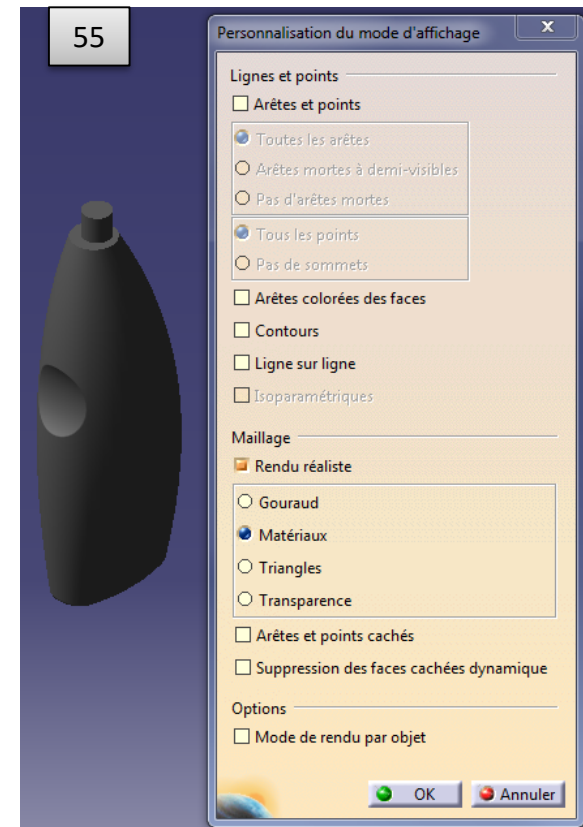 55
Personnalisation du mode d'affichage
x
Lignes et points
Arêtes et points
Toutes les arêtes
Arêtes mortes à demi-visibles
Pas d'arêtes mortes
Tous les points
Pas de sommets
Arêtes colorées des faces
Contours
Ligne sur ligne
Isoparamétriques
Maillage
Rendu réaliste
Gouraud
Matériaux
Triangles
Transparence
Arêtes et points cachés
Suppression des faces cachées dynamique
Options
Mode de rendu par objet
OK Annuler